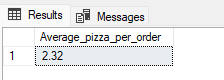 Results Messages
Average_pizza_per_order
1 2.32